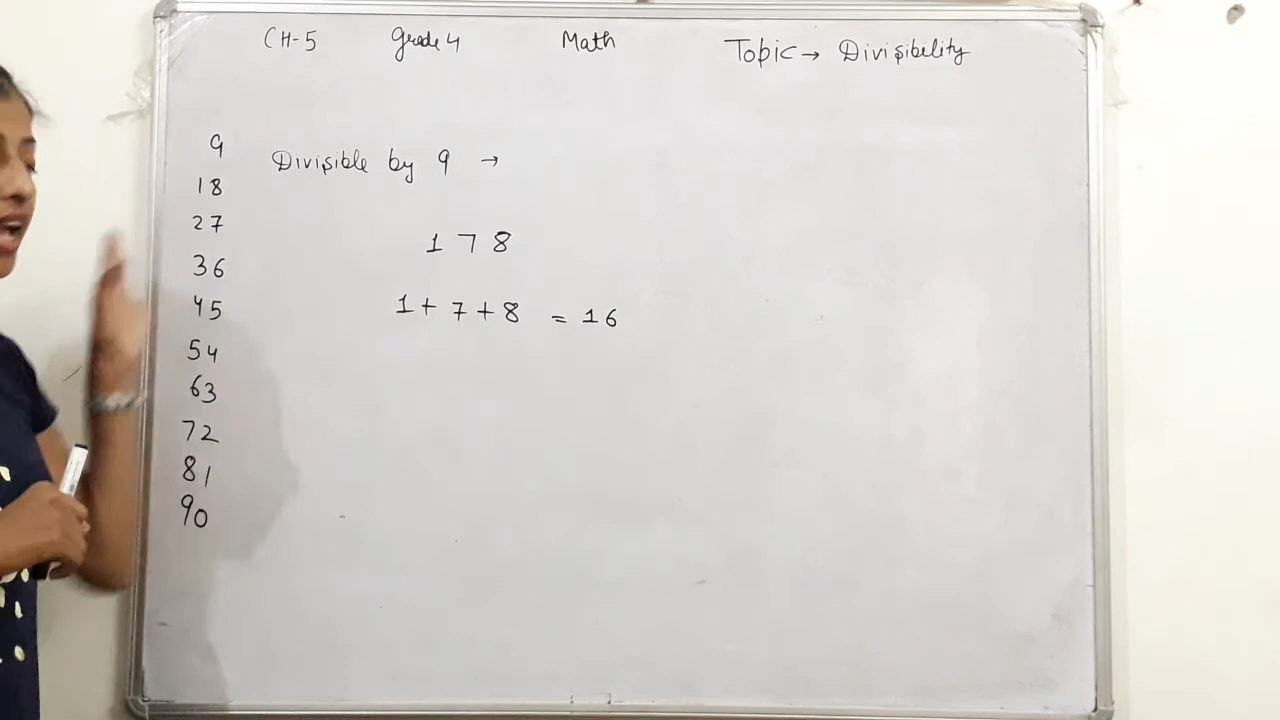 CH-5 Grade 4 Math Topic → Divisibility
9
18
27
36
45
54
63
72
81
90
Divisible by 9 →
1 7 8
1 + 7 + 8 = 16